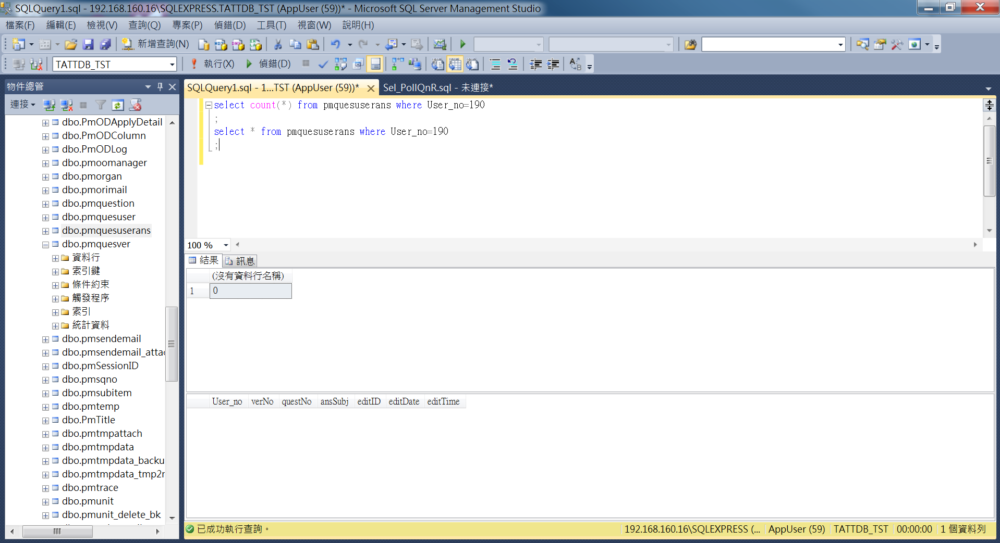 SQLQuery1.sql - 192.168.160.16\SQLEXPRESS.TATTDB_TST (AppUser (59))* - Microsoft SQL Server Management Studio
檔案(F) 編輯(E) 檢視(V) 查詢(Q) 專案(P) 偵錯(D) 工具(T) 視窗(W) 說明(H)
新增查詢(N)
TATTDB_TST 執行(X) 偵錯(D)
物件總管
連接
dbo.PmODApplyDetail
dbo.PmODColumn
dbo.PmODLog
dbo.pmoomanager
dbo.pmorgan
dbo.pmorimail
dbo.pmquestion
dbo.pmquesuser
dbo.pmquesuserans
dbo.pmquesver
資料行
索引鍵
條件約束
觸發程序
索引
統計資料
dbo.pmsendemail
dbo.pmsendemail_attac
dbo.pmSessionID
dbo.pmsqno
dbo.pmsubitem
dbo.pmtemp
dbo.PmTitle
dbo.pmtmpattach
dbo.pmtmpdata
dbo.pmtmpdata_backu
dbo.pmtmpdata_tmp2r
dbo.pmtrace
dbo.pmunit
dbo.pmunit_delete_bk
SQLQuery1.sql - 1...TST (AppUser (59))* Sel_PollQnR.sql - 未連接*
select count(*) from pmquesuserans where User_no=190
;
select * from pmquesuserans where User_no=190
;
100 %
結果 訊息
(沒有資料行名稱)
1 0
User_no verNo questNo ansSubj editID editDate editTime
已成功執行查詢。 192.168.160.16\SQLEXPRESS (... AppUser (59) TATTDB_TST 00:00:00 1 個資料列